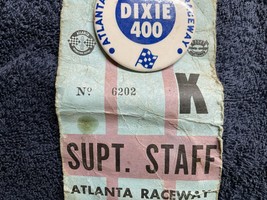 DIXIE
400
ATLANTA
RACEWAY
Nº 6202
K
SUPT. STAFF
ATLANTA RACEWAY